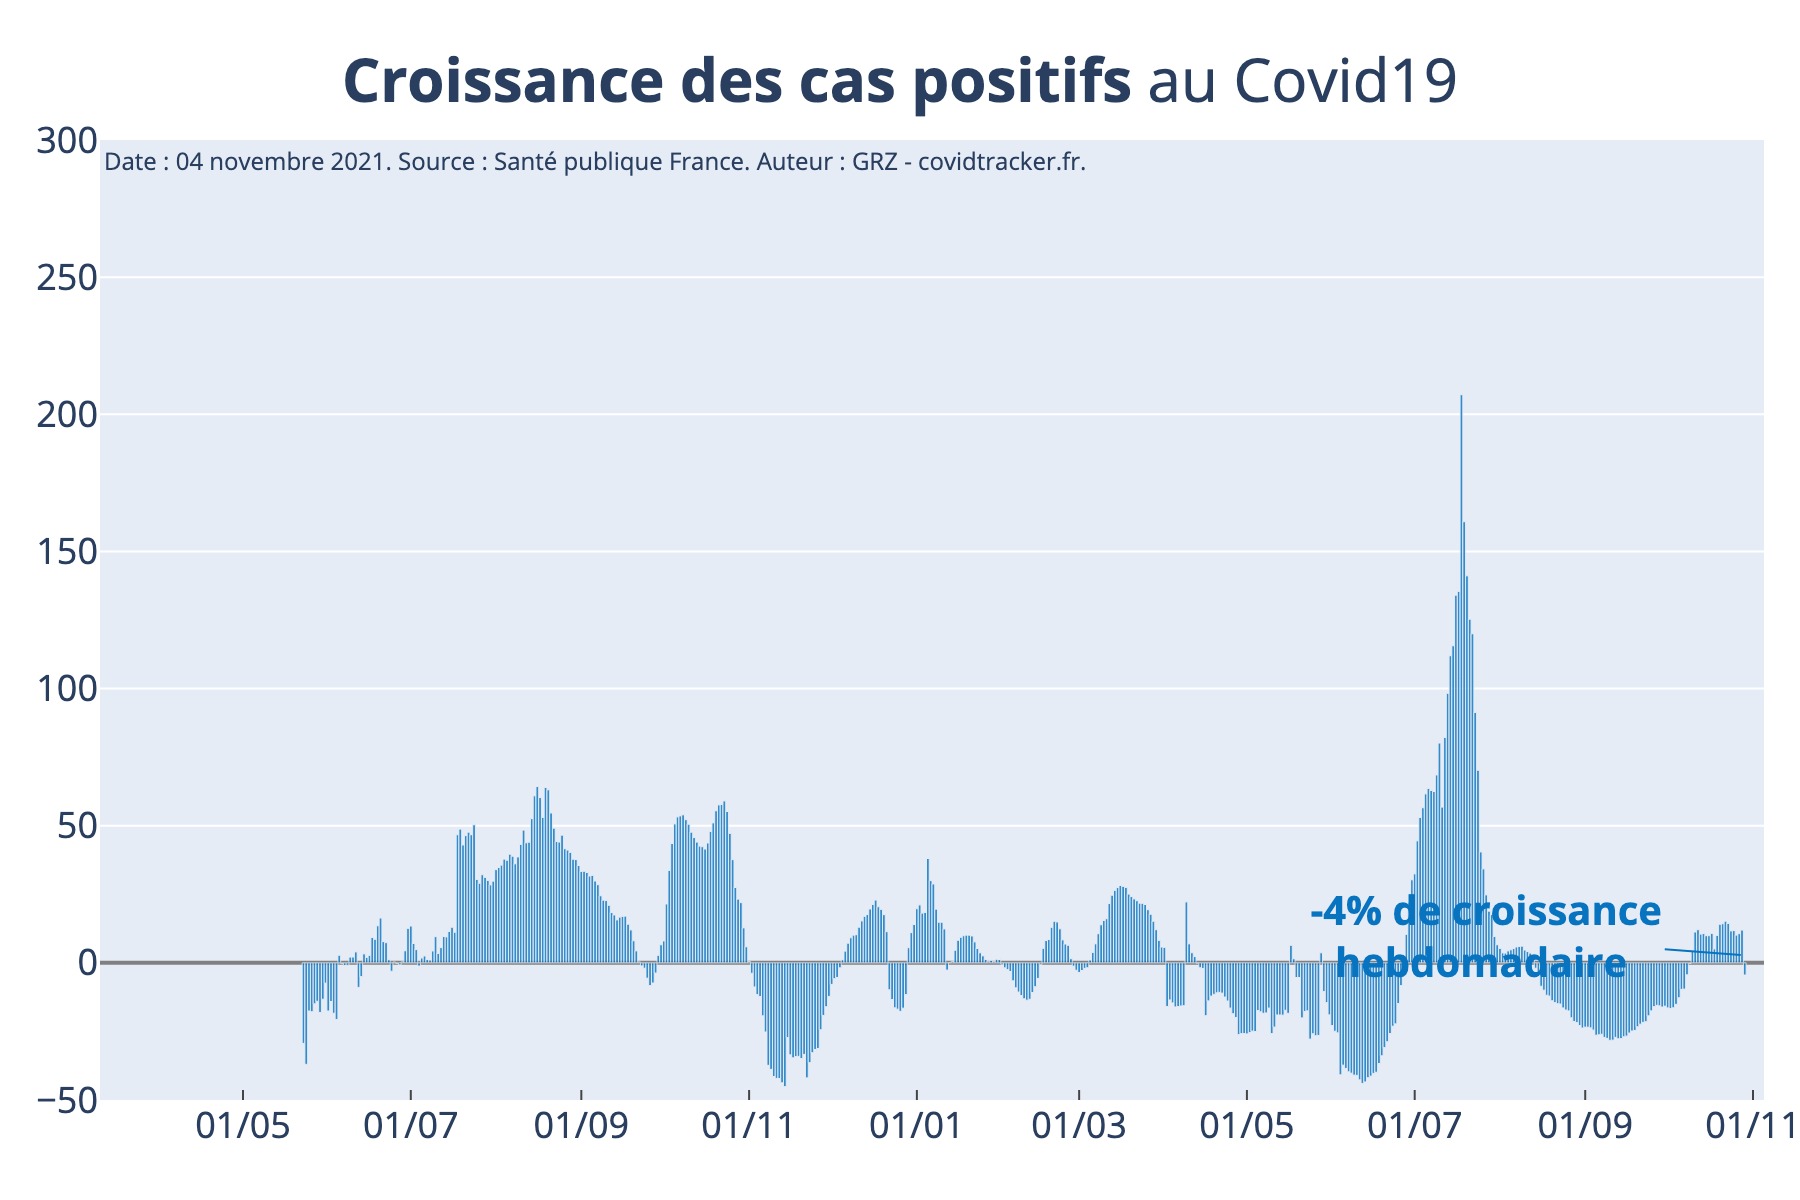 Croissance des cas positifs au Covid19
Date : 04 novembre 2021. Source : Santé publique France. Auteur : GRZ - covidtracker.fr.
300
250
200
150
100
50
0
−50
-4% de croissance
hebdomadaire
01/05 01/07 01/09 01/11 01/01 01/03 01/05 01/07 01/09 01/11